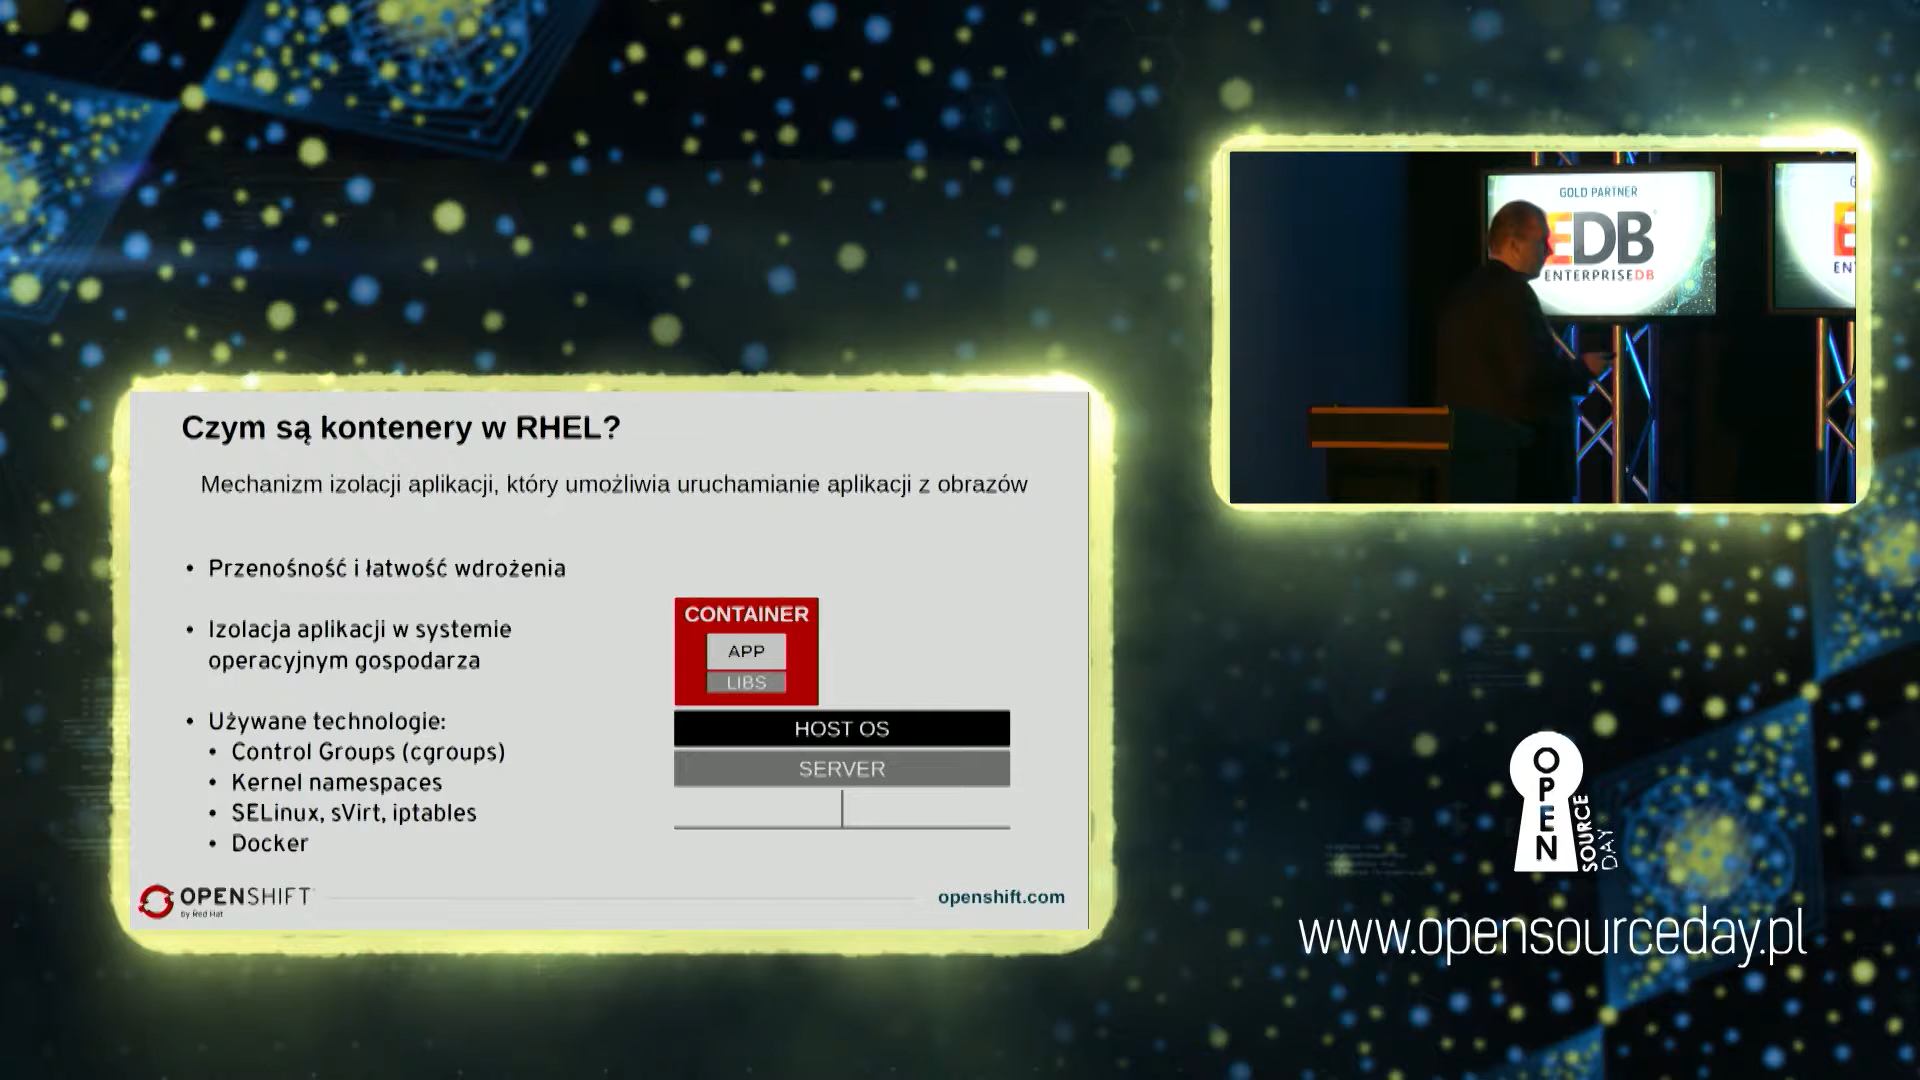 Czym są kontenery w RHEL?
Mechanizm izolacji aplikacji, który umożliwia uruchamianie aplikacji z obrazów
• Przenośność i łatwość wdrożenia
• Izolacja aplikacji w systemie
operacyjnym gospodarza
• Używane technologie:
• Control Groups (cgroups)
• Kernel namespaces
• SELinux, sVirt, iptables
• Docker
CONTAINER
APP
LIBS
HOST OS
SERVER
OPENSHIFT
by Red Hat
openshift.com
GOLD PARTNER
EDB
ENTERPRISEDB
OPEN
SOURCE
DAY
www.opensourceday.pl